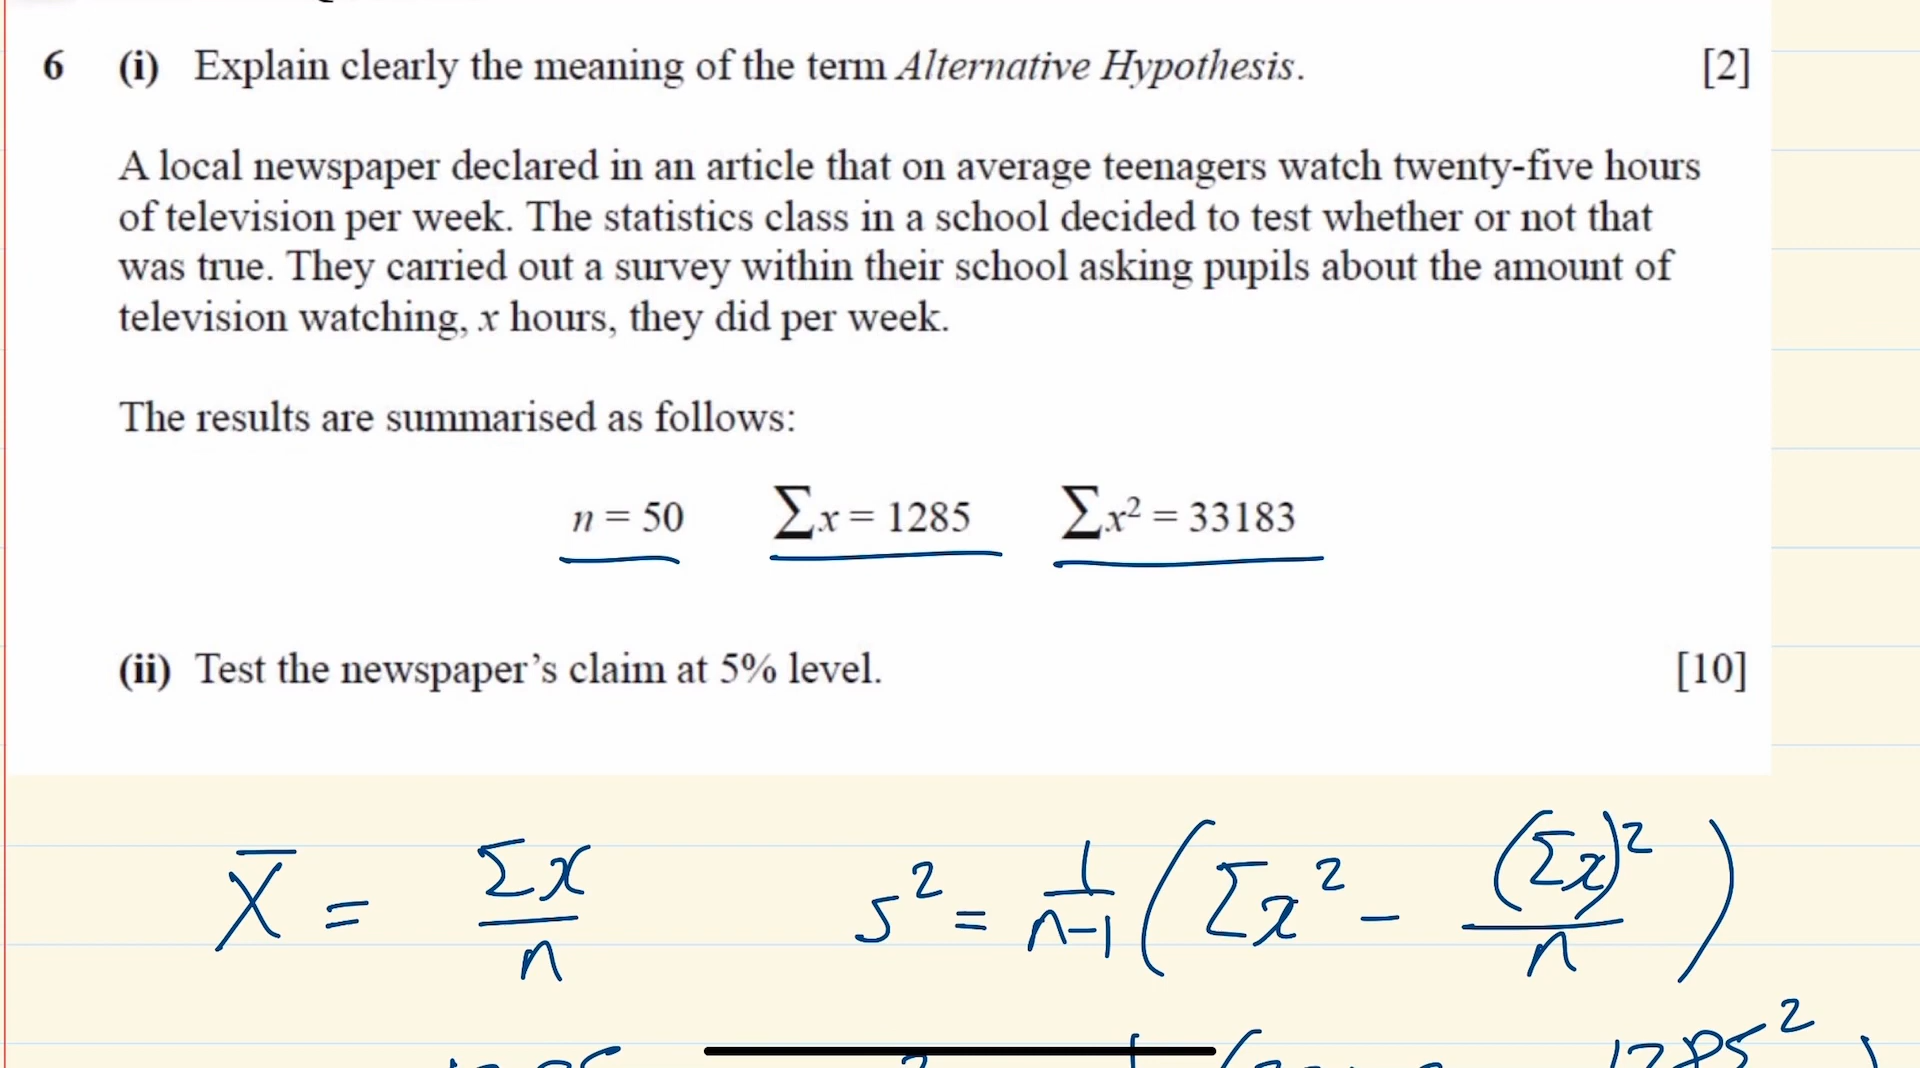 6 (i) Explain clearly the meaning of the term Alternative Hypothesis. [2]
A local newspaper declared in an article that on average teenagers watch twenty-five hours
of television per week. The statistics class in a school decided to test whether or not that
was true. They carried out a survey within their school asking pupils about the amount of
television watching, x hours, they did per week.
The results are summarised as follows:
n = 50 ∑x = 1285 ∑x² = 33183
(ii) Test the newspaper’s claim at 5% level. [10]
X̄ = Σx/n s² = 1/(n-1) (Σx² - (Σx)²/n)
1285²